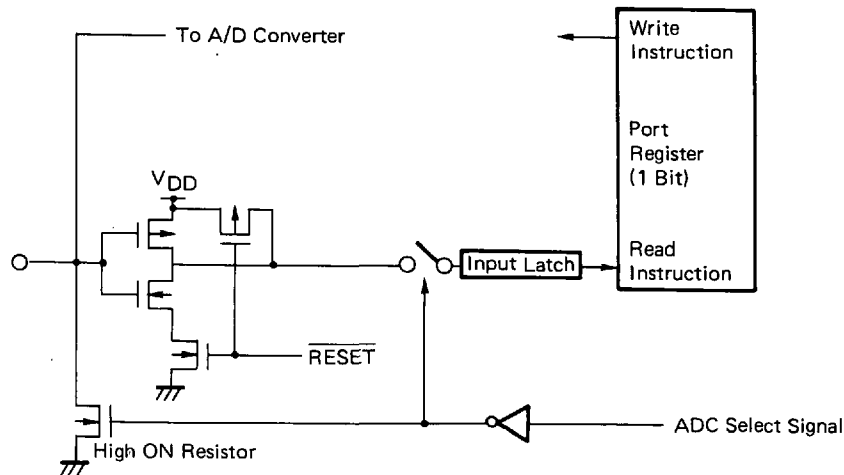 To A/D Converter
Write
Instruction
Port
Register
(1 Bit)
VDD
Read
Instruction
Input Latch
RESET
ADC Select Signal
High ON Resistor